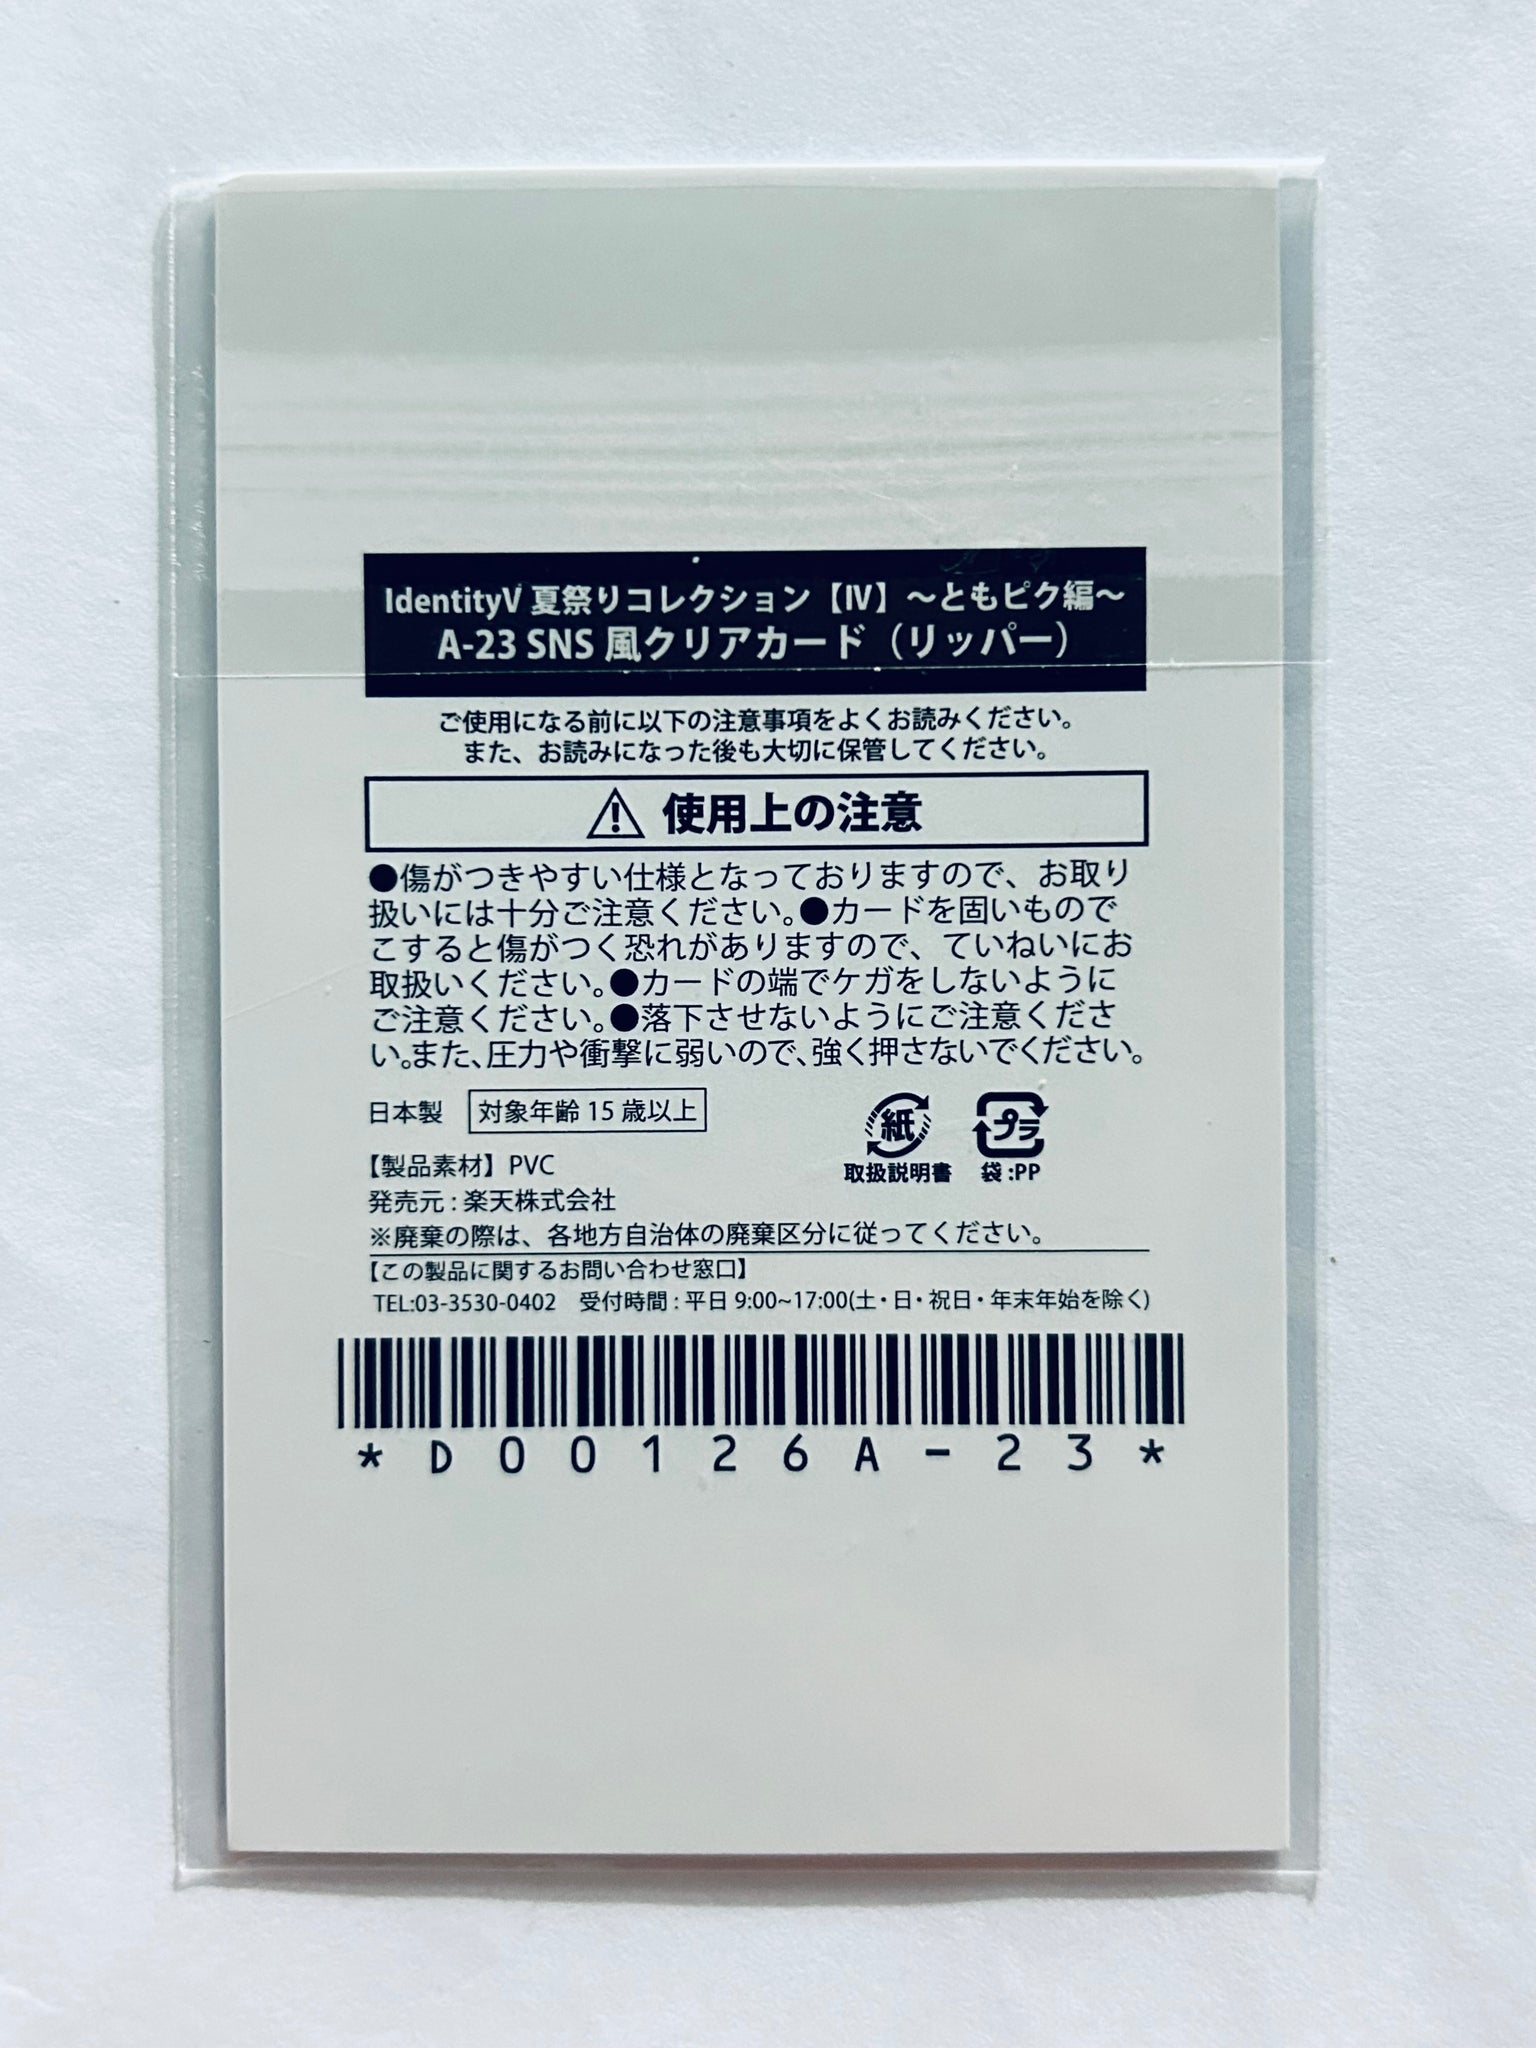 IdentityV 夏祭りコレクション【Ⅳ】～ともピク編～
A-23 SNS 風クリアカード（リッパー）
ご使用になる前に以下の注意事項をよくお読みください。
また、お読みになった後も大切に保管してください。
使用上の注意
●傷がつきやすい仕様となっておりますので、お取り
扱いには十分ご注意ください。●カードを固いもので
こすると傷がつく恐れがありますので、ていねいにお
取扱いください。●カードの端でケガをしないように
ご注意ください。●落下させないようにご注意くださ
い。また、圧力や衝撃に弱いので、強く押さないでください。
日本製 対象年齢 15 歳以上
紙 プラ
取扱説明書 袋:PP
【製品素材】PVC
発売元 : 楽天株式会社
※廃棄の際は、各地方自治体の廃棄区分に従ってください。
【この製品に関するお問い合わせ窓口】
TEL:03-3530-0402 受付時間 : 平日 9:00~17:00(土・日・祝日・年末年始を除く)
*D00126A-23*